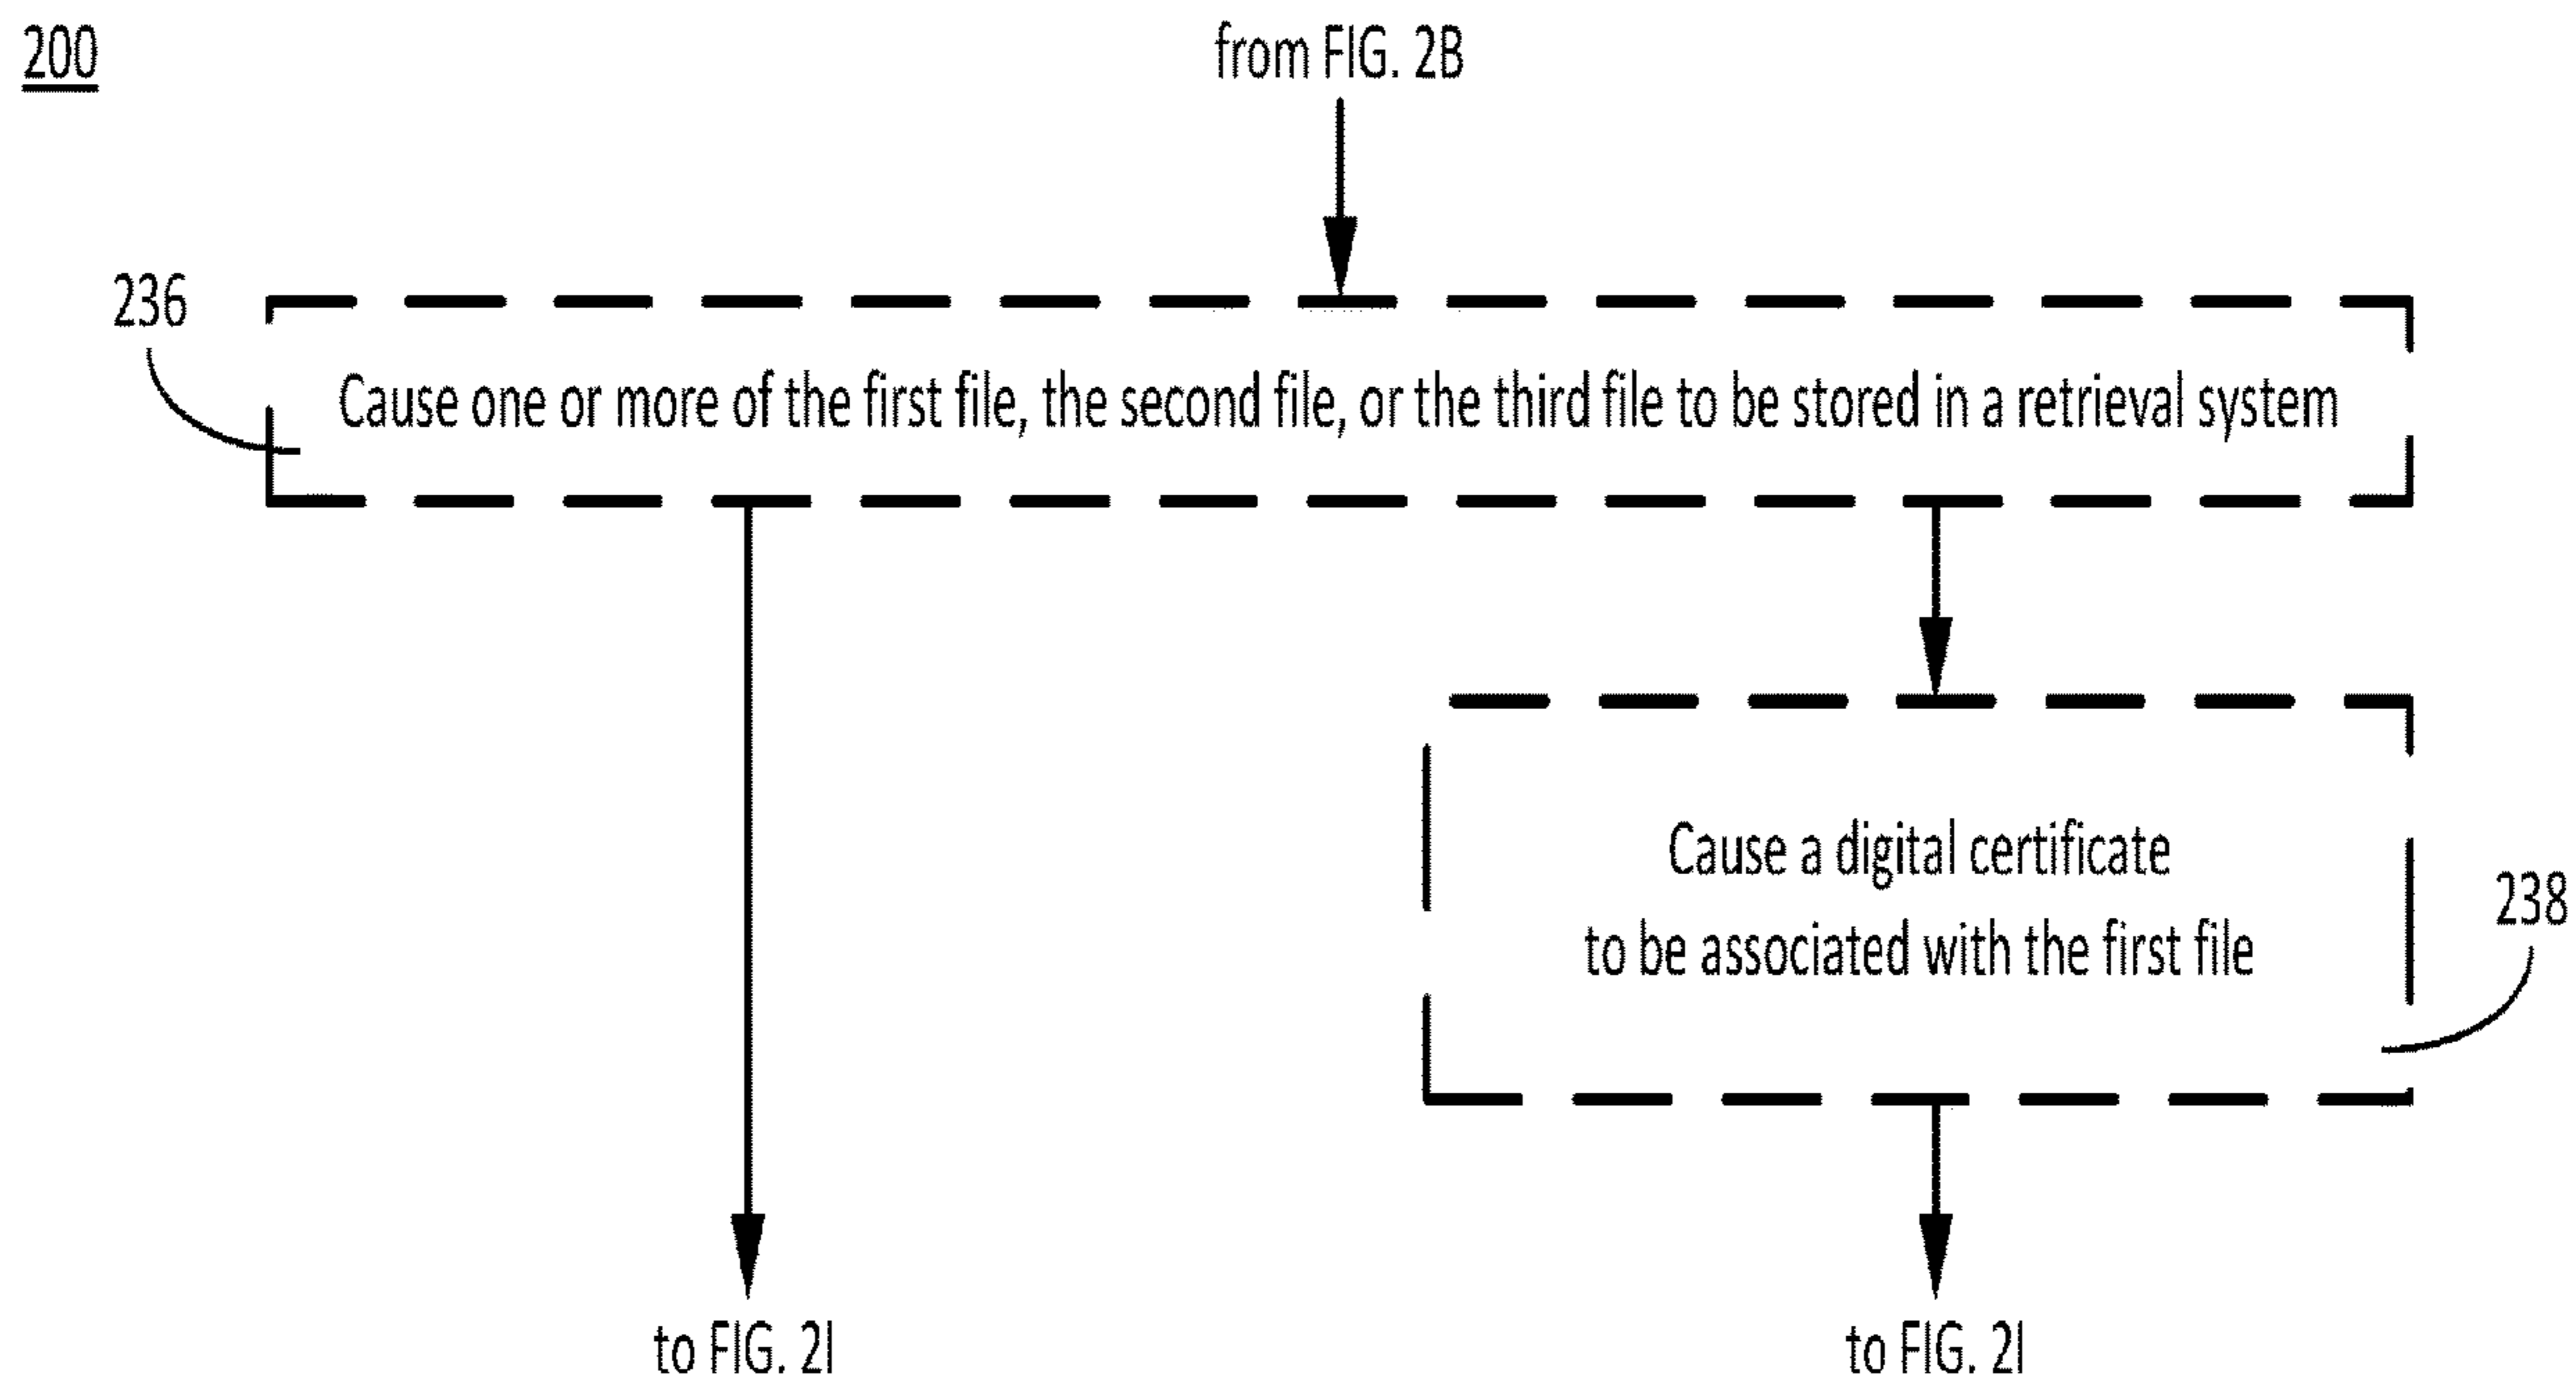 200
from FIG. 2B
236
Cause one or more of the first file, the second file, or the third file to be stored in a retrieval system
Cause a digital certificate
to be associated with the first file
238
to FIG. 2I
to FIG. 2I